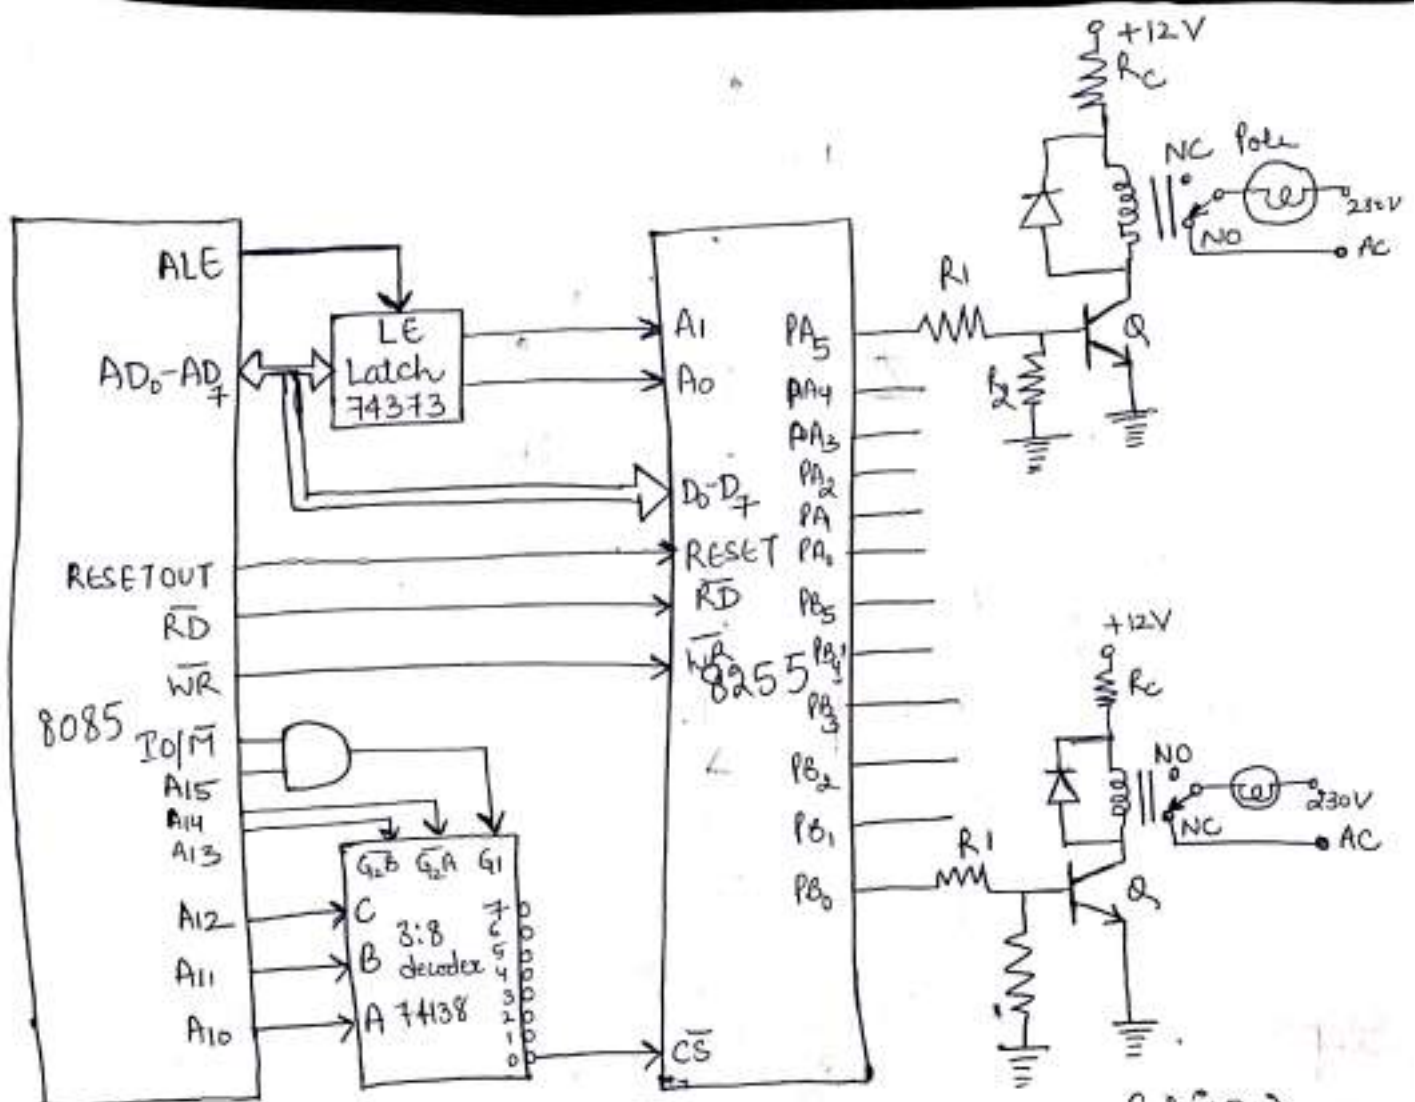 +12V
RC
NC Pole
230V
NO
AC
ALE
LE
Latch
74373
AD0-AD7
A1
A0
D0-D7
RESETOUT
RESET
RD
RD
WR
WR
8085
8255
IO/M
A15
A14
A13
A12
A11
A10
G2B G2A G1
C
B
A
3:8
decoder
74138
7
6
5
4
3
2
1
0
CS
PA5
PA4
PA3
PA2
PA
PA0
PB5
PB4
PB3
PB2
PB1
PB0
R1
R2
Q
+12V
Rc
NO
230V
NC
AC
R1
Q